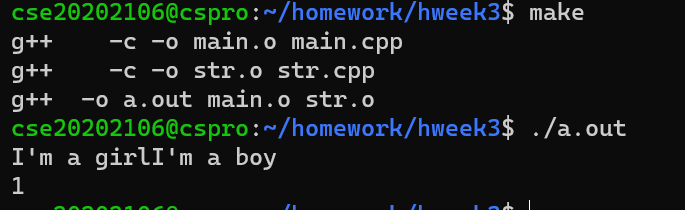 cse20202106@cspro:~/homework/hweek3$ make
g++    -c -o main.o main.cpp
g++    -c -o str.o str.cpp
g++  -o a.out main.o str.o
cse20202106@cspro:~/homework/hweek3$ ./a.out
I'm a girlI'm a boy
1